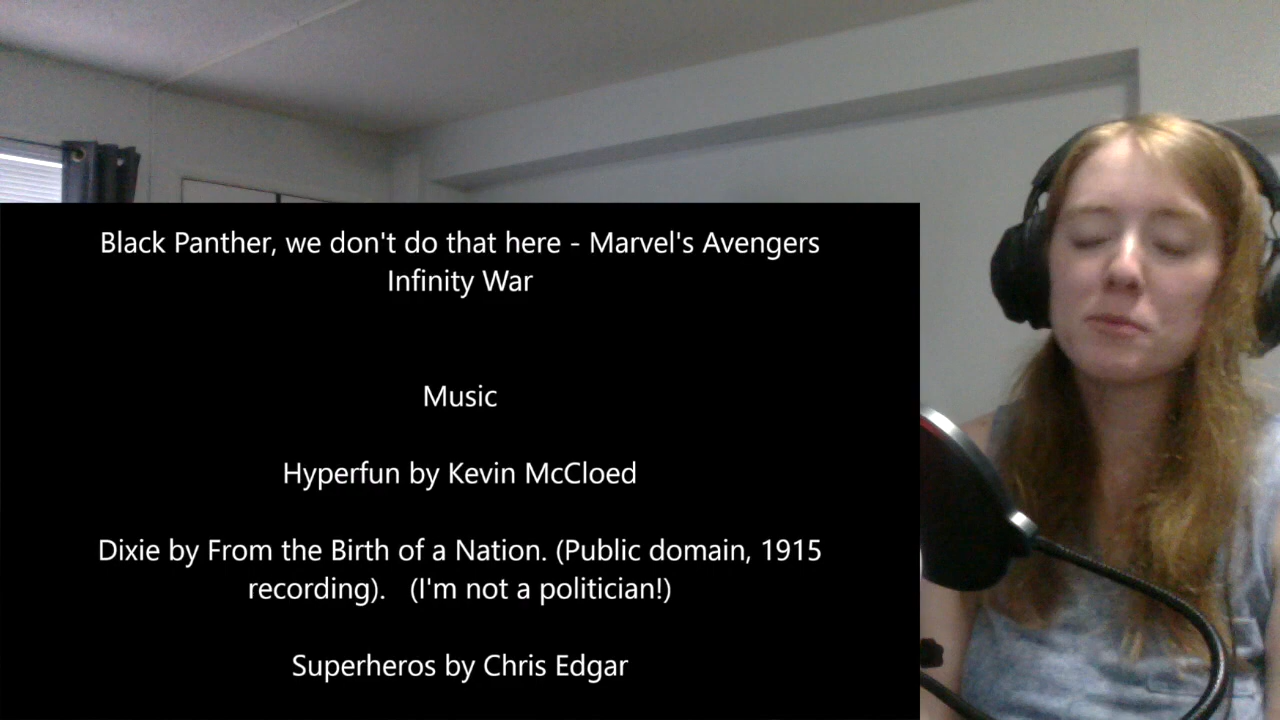 Black Panther, we don't do that here - Marvel's Avengers
Infinity War
Music
Hyperfun by Kevin McCloed
Dixie by From the Birth of a Nation. (Public domain, 1915
recording).   (I'm not a politician!)
Superheros by Chris Edgar